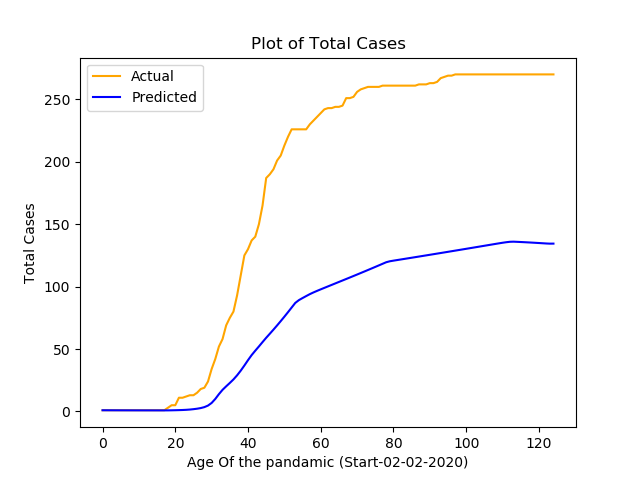 Plot of Total Cases
Actual
Predicted
250
200
150
100
50
0
Total Cases
0 20 40 60 80 100 120
Age Of the pandamic (Start-02-02-2020)